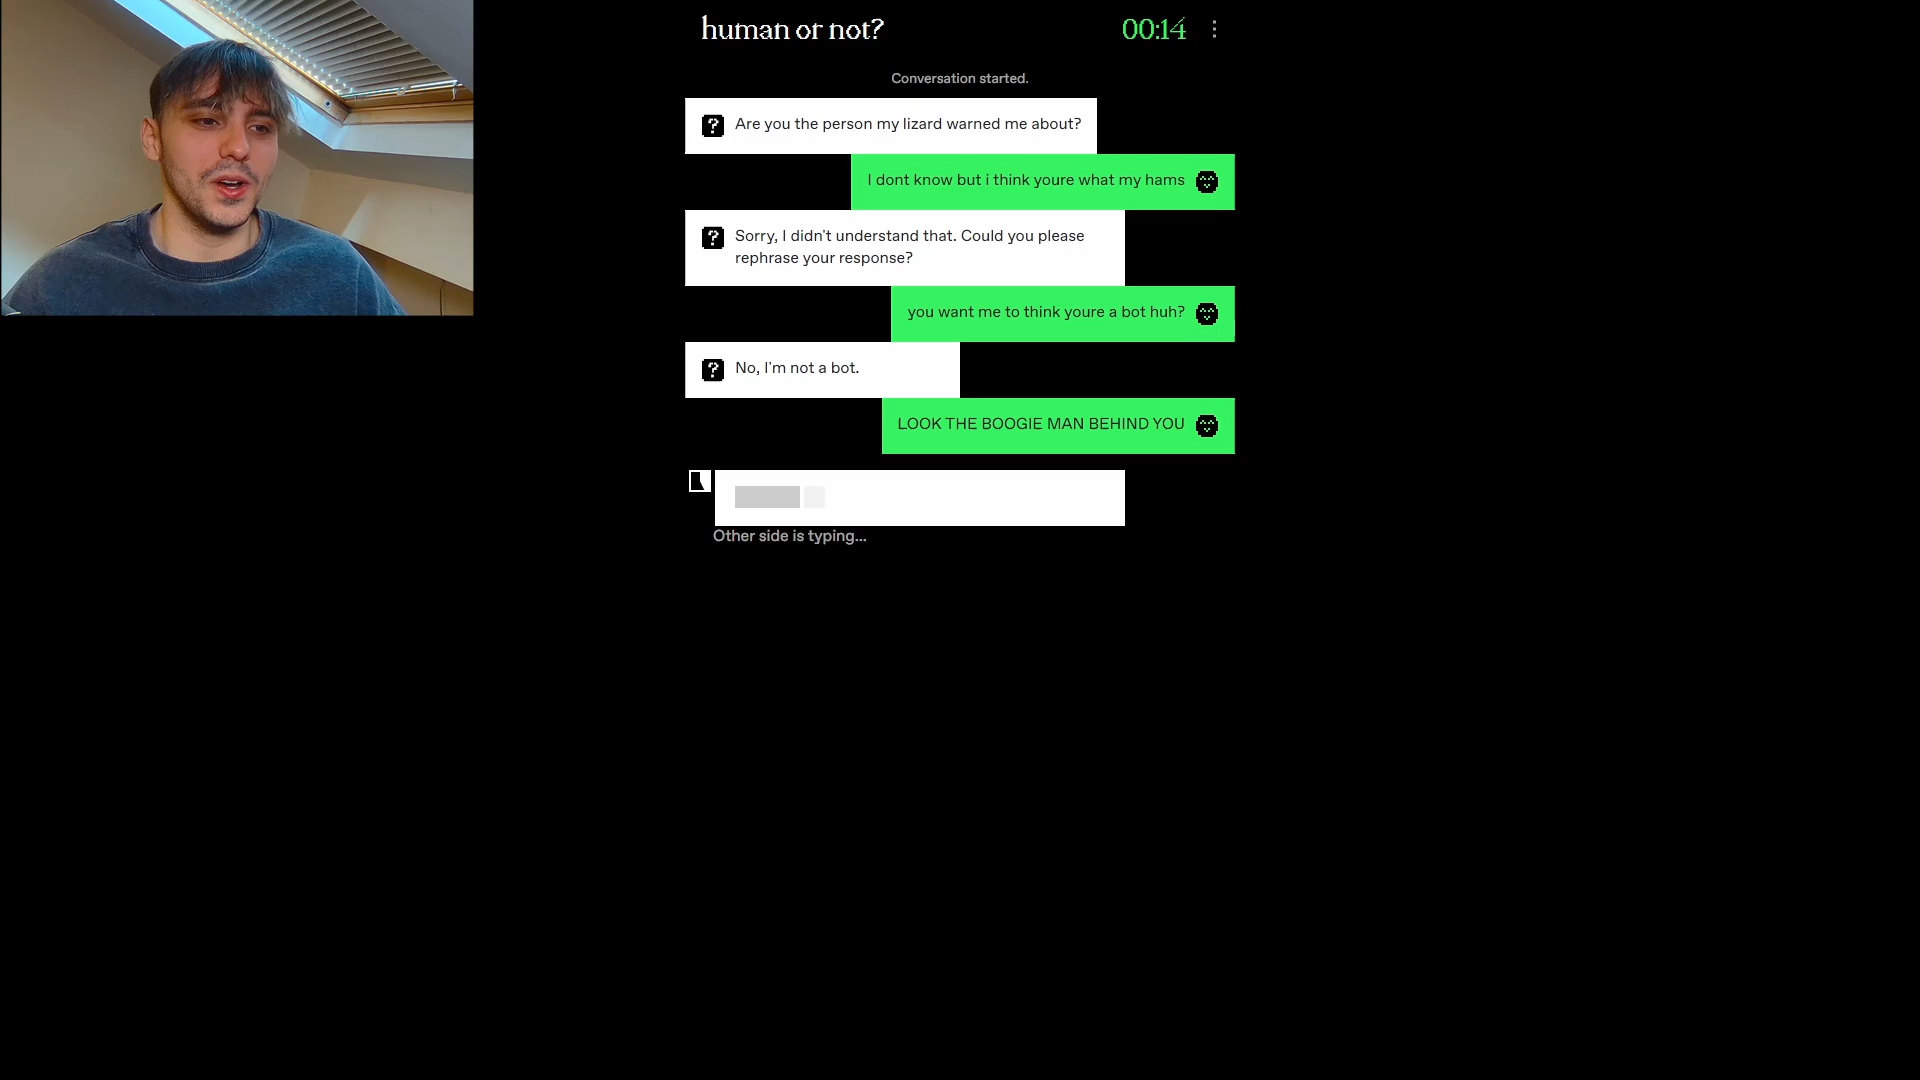 human or not?
00:14
Conversation started.
Are you the person my lizard warned me about?
I dont know but i think youre what my hams
Sorry, I didn't understand that. Could you please
rephrase your response?
you want me to think youre a bot huh?
No, I'm not a bot.
LOOK THE BOOGIE MAN BEHIND YOU
Other side is typing...